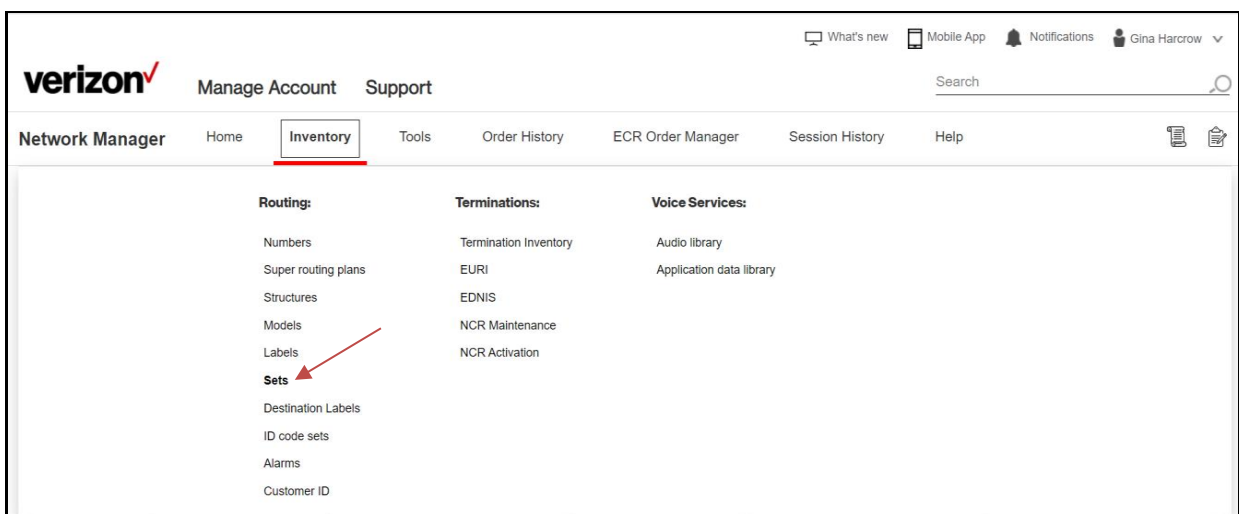 What's new Mobile App Notifications Gina Harcrow
verizon Manage Account Support Search
Network Manager Home Inventory Tools Order History ECR Order Manager Session History Help
Routing: Terminations: Voice Services:
Numbers Termination Inventory Audio library
Super routing plans EURI Application data library
Structures EDNIS
Models NCR Maintenance
Labels NCR Activation
Sets
Destination Labels
ID code sets
Alarms
Customer ID